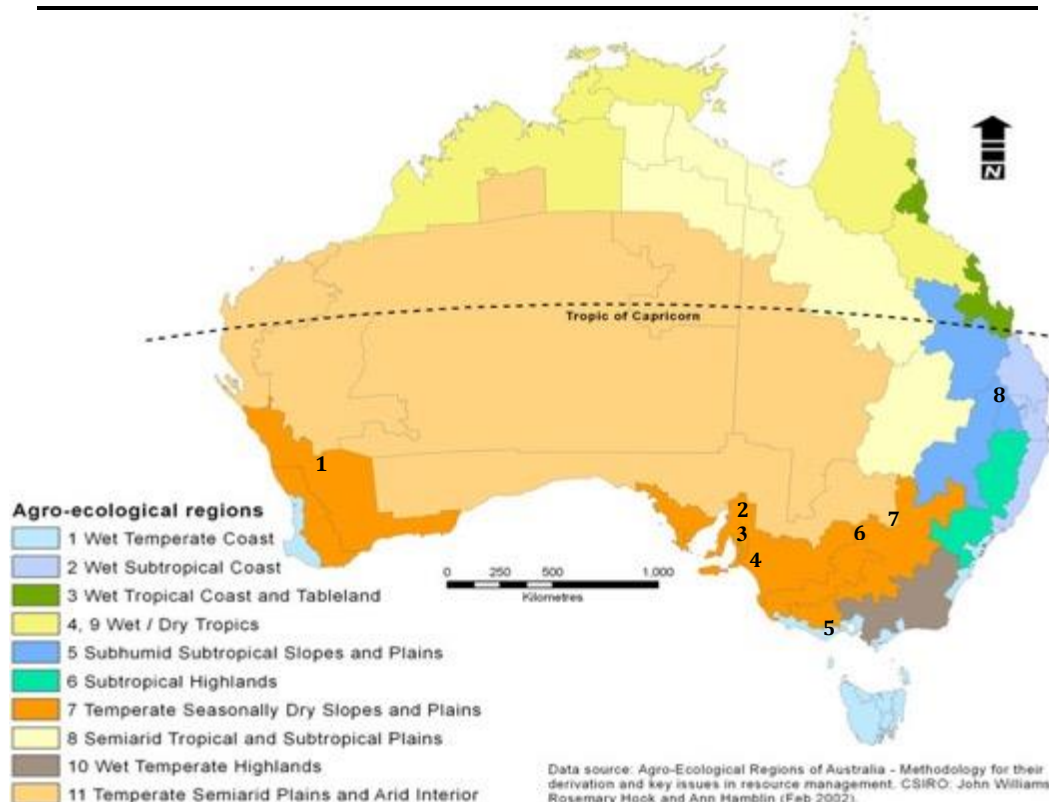 N
Tropic of Capricorn
8
1
2
7
3
6
4
5
Agro-ecological regions
1 Wet Temperate Coast
2 Wet Subtropical Coast
3 Wet Tropical Coast and Tableland
4, 9 Wet / Dry Tropics
5 Subhumid Subtropical Slopes and Plains
6 Subtropical Highlands
7 Temperate Seasonally Dry Slopes and Plains
8 Semiarid Tropical and Subtropical Plains
10 Wet Temperate Highlands
11 Temperate Semiarid Plains and Arid Interior
0 250 500 1,000
Kilometres
Data source: Agro-Ecological Regions of Australia - Methodology for their
derivation and key issues in resource management. CSIRO: John Williams
Rosemary Hook and Ann Hamblin (Feb 2002).